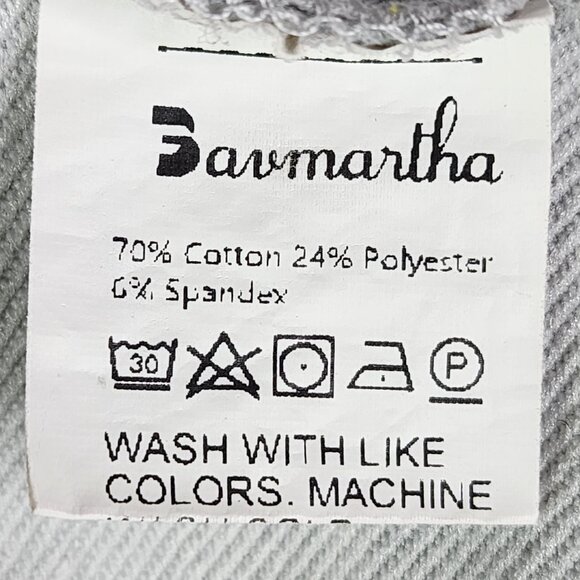 Bavmartha
70% Cotton 24% Polyester
6% Spandex
30 P
WASH WITH LIKE
COLORS. MACHINE